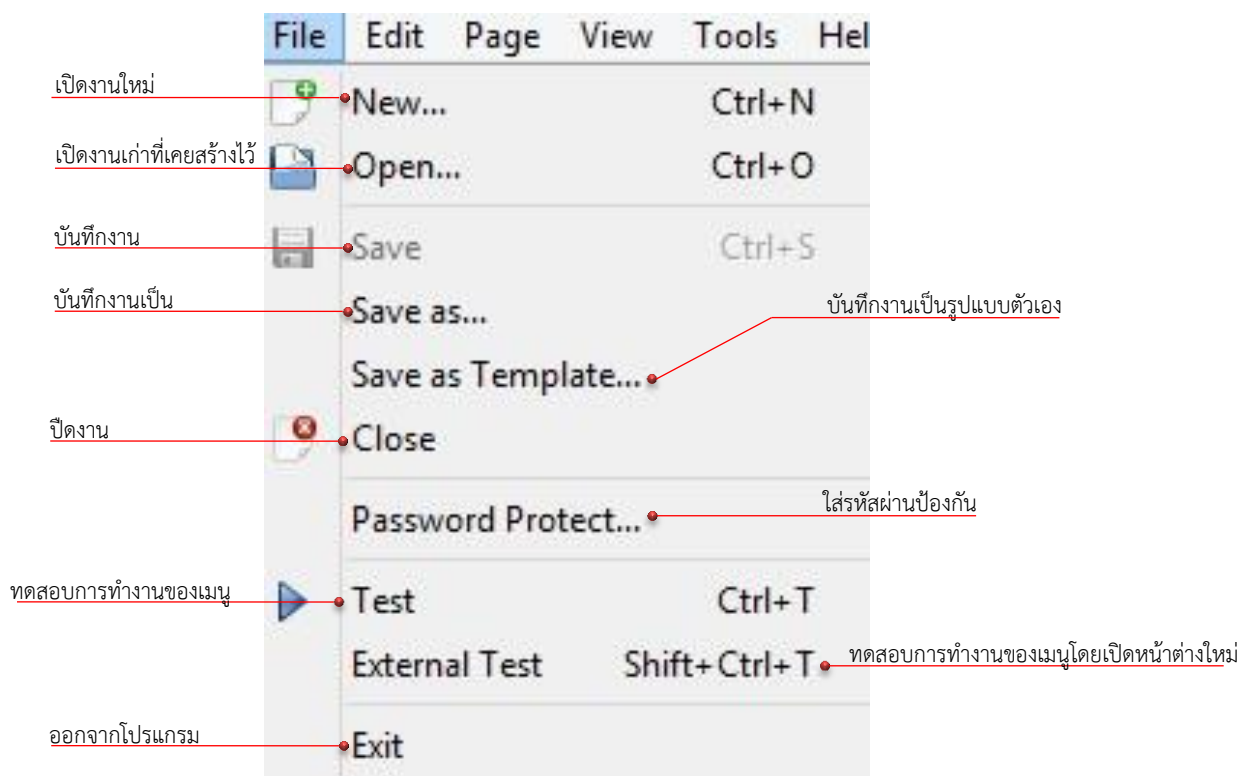 File Edit Page View Tools Hel
เปิดงานใหม่ New... Ctrl+N
เปิดงานเก่าที่เคยสร้างไว้ Open... Ctrl+O
บันทึกงาน Save Ctrl+S
บันทึกงานเป็น Save as... บันทึกงานเป็นรูปแบบตัวเอง
Save as Template...
ปิดงาน Close
Password Protect... ใส่รหัสผ่านป้องกัน
ทดสอบการทำงานของเมนู Test Ctrl+T
External Test Shift+Ctrl+T ทดสอบการทำงานของเมนูโดยเปิดหน้าต่างใหม่
ออกจากโปรแกรม Exit